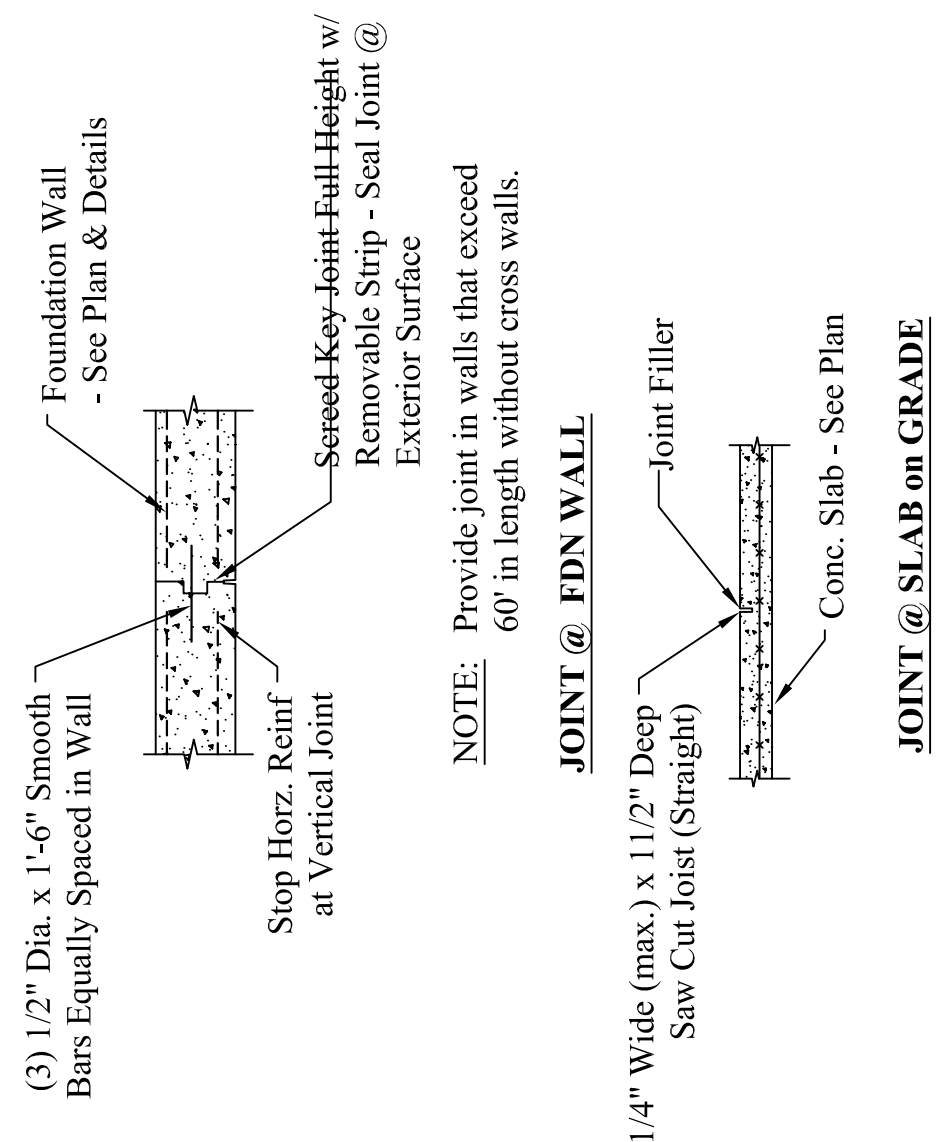 (3) 1/2" Dia. x 1'-6" Smooth
Bars Equally Spaced in Wall
Foundation Wall
- See Plan & Details
Stop Horz. Reinf
at Vertical Joint
Screed Key Joint Full Height w/
Removable Strip - Seal Joint @
Exterior Surface
NOTE: Provide joint in walls that exceed
60' in length without cross walls.
JOINT @ FDN WALL
1/4" Wide (max.) x 11/2" Deep
Saw Cut Joist (Straight)
Joint Filler
Conc. Slab - See Plan
JOINT @ SLAB on GRADE